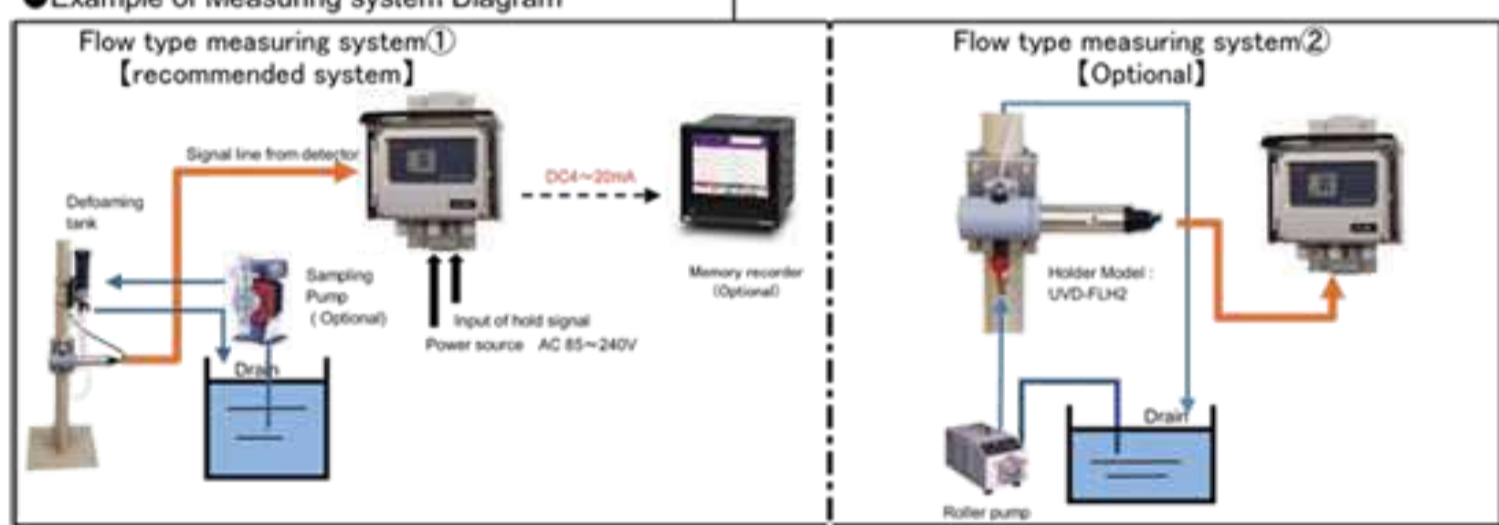 ●Example of Measuring system Diagram
Flow type measuring system①
【recommended system】
Signal line from detector
Defoaming
tank
Sampling
Pump
( Optional)
Drain
DC4～20mA
Memory recorder
(Optional)
Input of hold signal
Power source AC 85～240V
Flow type measuring system②
【Optional】
Holder Model :
UVD-FLH2
Drain
Roller pump